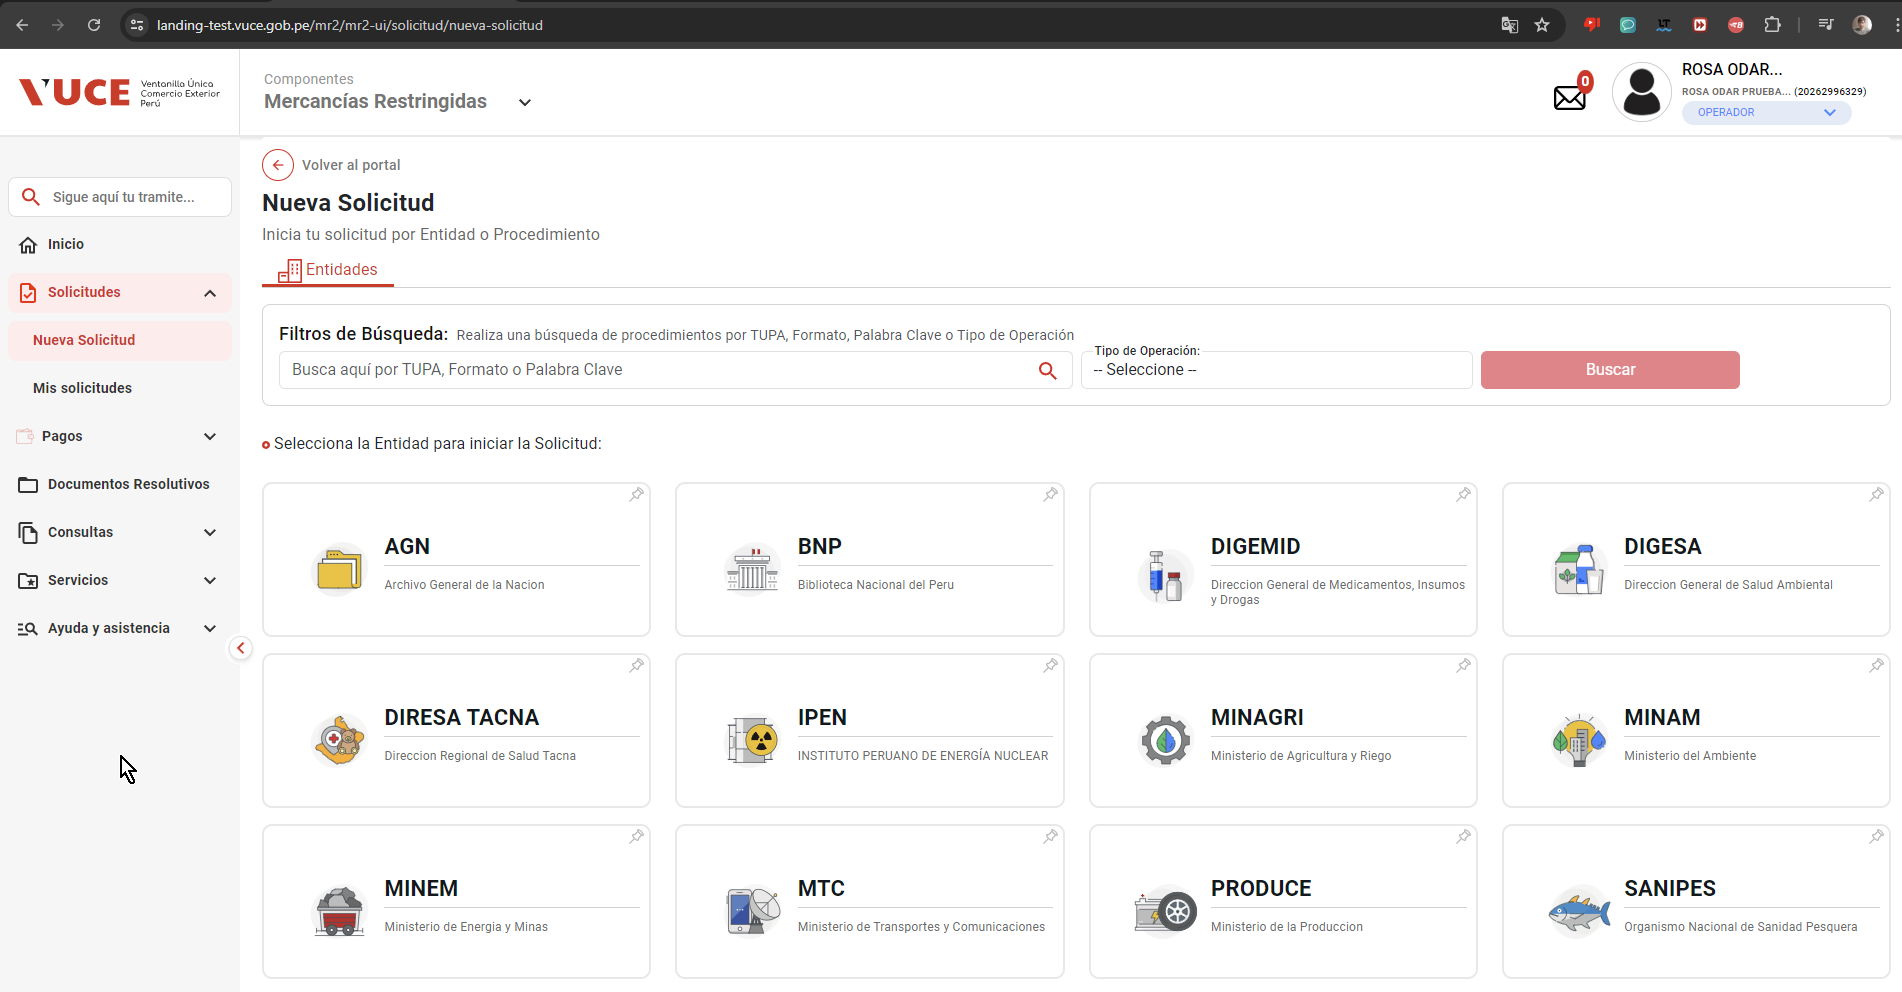 landing-test.vuce.gob.pe/mr2/mr2-ui/solicitud/nueva-solicitud
VUCE
Ventanilla Única
Comercio Exterior
Perú
Componentes
Mercancías Restringidas
0
ROSA ODAR...
ROSA ODAR PRUEBA... (20262996329)
OPERADOR
Sigue aquí tu tramite...
Inicio
Solicitudes
Nueva Solicitud
Mis solicitudes
Pagos
Documentos Resolutivos
Consultas
Servicios
Ayuda y asistencia
Volver al portal
Nueva Solicitud
Inicia tu solicitud por Entidad o Procedimiento
Entidades
Filtros de Búsqueda: Realiza una búsqueda de procedimientos por TUPA, Formato, Palabra Clave o Tipo de Operación
Busca aquí por TUPA, Formato o Palabra Clave
Tipo de Operación:
-- Seleccione --
Buscar
Selecciona la Entidad para iniciar la Solicitud:
AGN
Archivo General de la Nacion
BNP
Biblioteca Nacional del Peru
DIGEMID
Direccion General de Medicamentos, Insumos
y Drogas
DIGESA
Direccion General de Salud Ambiental
DIRESA TACNA
Direccion Regional de Salud Tacna
IPEN
INSTITUTO PERUANO DE ENERGÍA NUCLEAR
MINAGRI
Ministerio de Agricultura y Riego
MINAM
Ministerio del Ambiente
MINEM
Ministerio de Energia y Minas
MTC
Ministerio de Transportes y Comunicaciones
PRODUCE
Ministerio de la Produccion
SANIPES
Organismo Nacional de Sanidad Pesquera